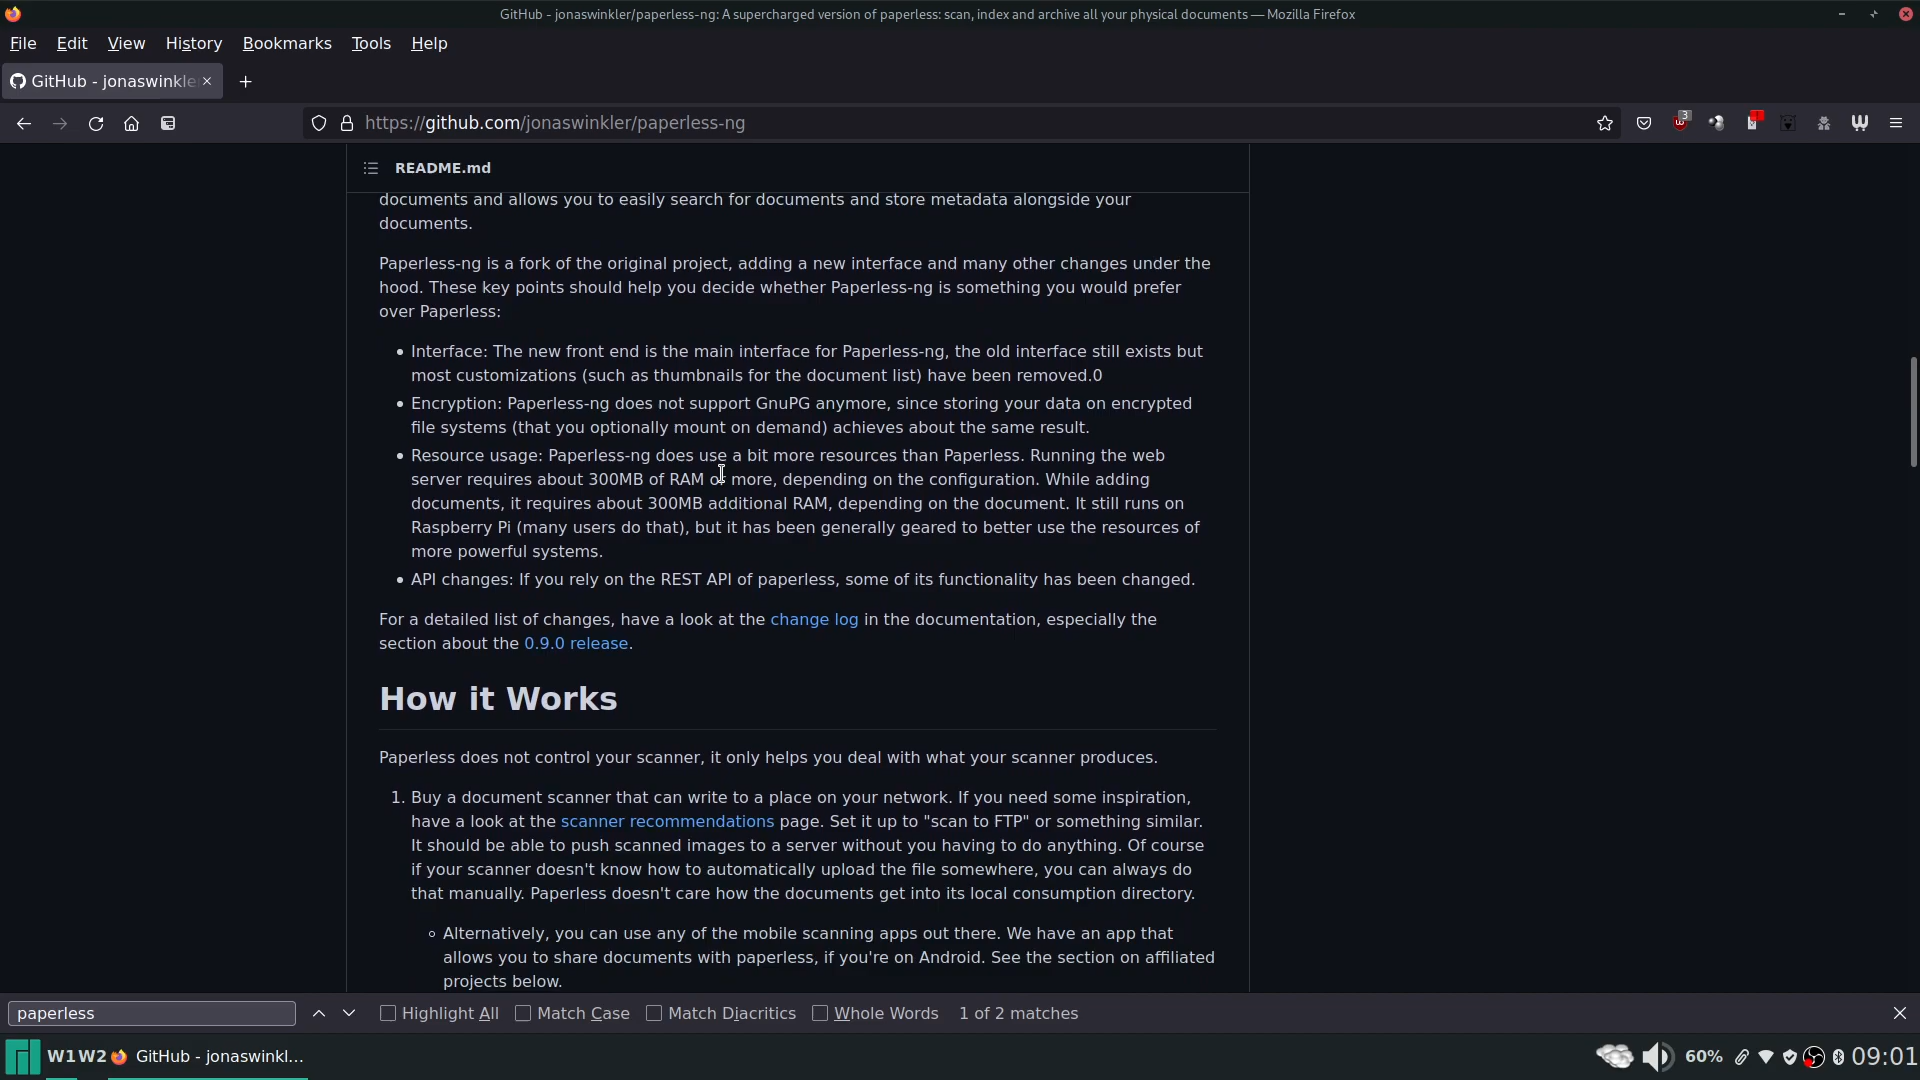 GitHub - jonaswinkler/paperless-ng: A supercharged version of paperless: scan, index and archive all your physical documents — Mozilla Firefox
File Edit View History Bookmarks Tools Help
GitHub - jonaswinkle
https://github.com/jonaswinkler/paperless-ng
3
README.md
documents and allows you to easily search for documents and store metadata alongside your
documents.
Paperless-ng is a fork of the original project, adding a new interface and many other changes under the
hood. These key points should help you decide whether Paperless-ng is something you would prefer
over Paperless:
• Interface: The new front end is the main interface for Paperless-ng, the old interface still exists but
most customizations (such as thumbnails for the document list) have been removed.0
• Encryption: Paperless-ng does not support GnuPG anymore, since storing your data on encrypted
file systems (that you optionally mount on demand) achieves about the same result.
• Resource usage: Paperless-ng does use a bit more resources than Paperless. Running the web
server requires about 300MB of RAM or more, depending on the configuration. While adding
documents, it requires about 300MB additional RAM, depending on the document. It still runs on
Raspberry Pi (many users do that), but it has been generally geared to better use the resources of
more powerful systems.
• API changes: If you rely on the REST API of paperless, some of its functionality has been changed.
For a detailed list of changes, have a look at the change log in the documentation, especially the
section about the 0.9.0 release.
How it Works
Paperless does not control your scanner, it only helps you deal with what your scanner produces.
1. Buy a document scanner that can write to a place on your network. If you need some inspiration,
have a look at the scanner recommendations page. Set it up to "scan to FTP" or something similar.
It should be able to push scanned images to a server without you having to do anything. Of course
if your scanner doesn't know how to automatically upload the file somewhere, you can always do
that manually. Paperless doesn't care how the documents get into its local consumption directory.
◦ Alternatively, you can use any of the mobile scanning apps out there. We have an app that
allows you to share documents with paperless, if you're on Android. See the section on affiliated
projects below.
paperless Highlight All Match Case Match Diacritics Whole Words 1 of 2 matches
W1 W2 GitHub - jonaswinkl... 60% 09:01